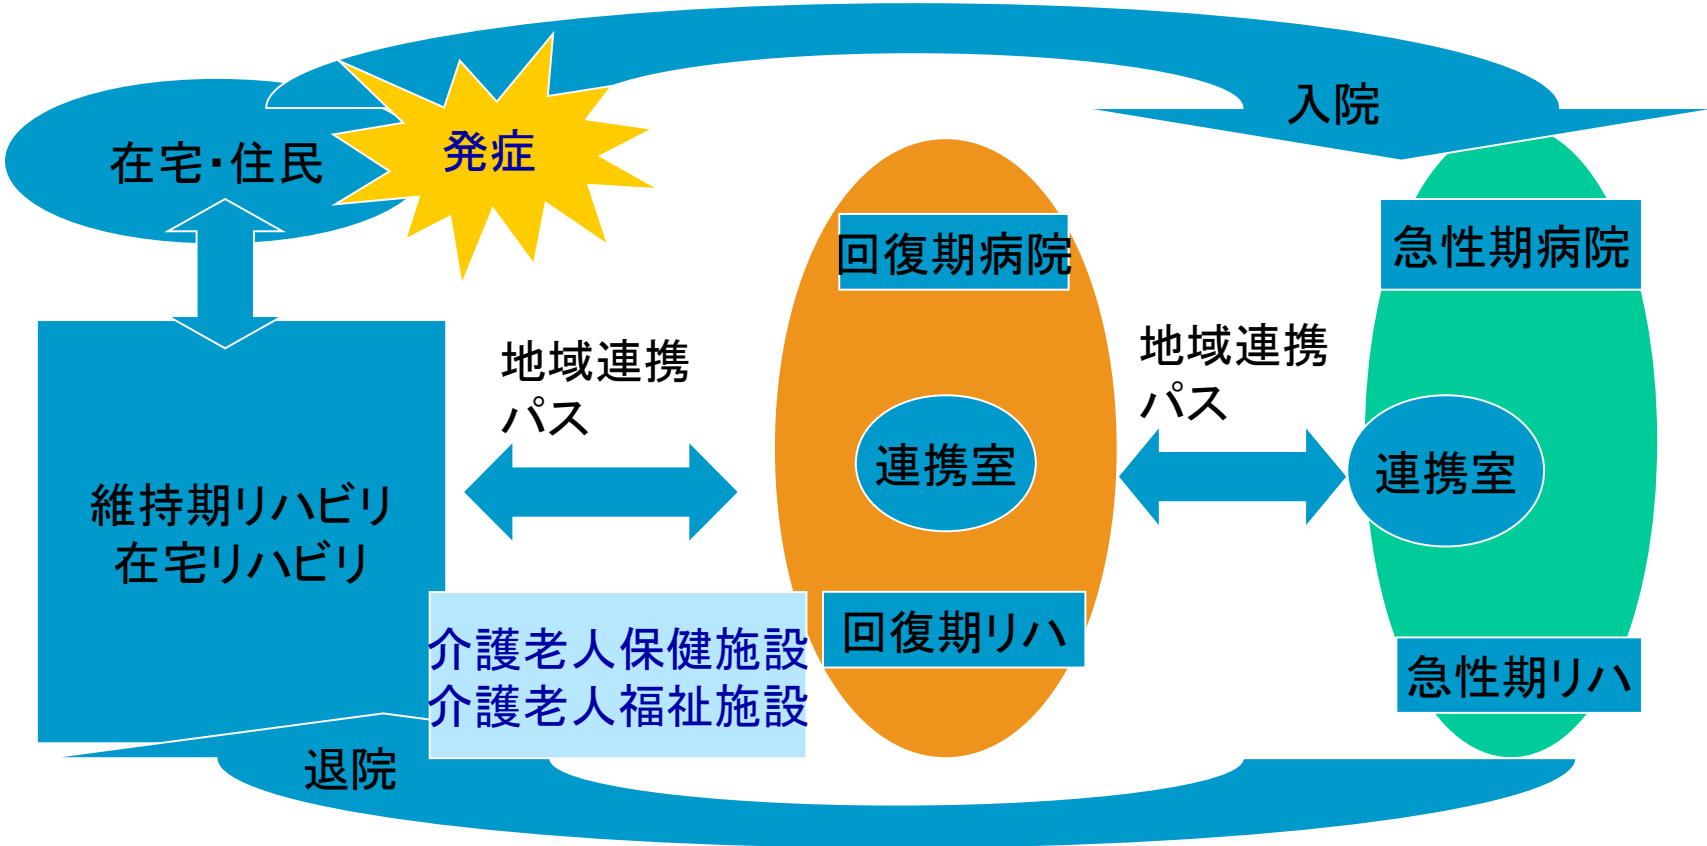 入院
発症
在宅・住民
回復期病院
急性期病院
地域連携
パス
地域連携
パス
連携室
連携室
維持期リハビリ
在宅リハビリ
介護老人保健施設
介護老人福祉施設
回復期リハ
急性期リハ
退院